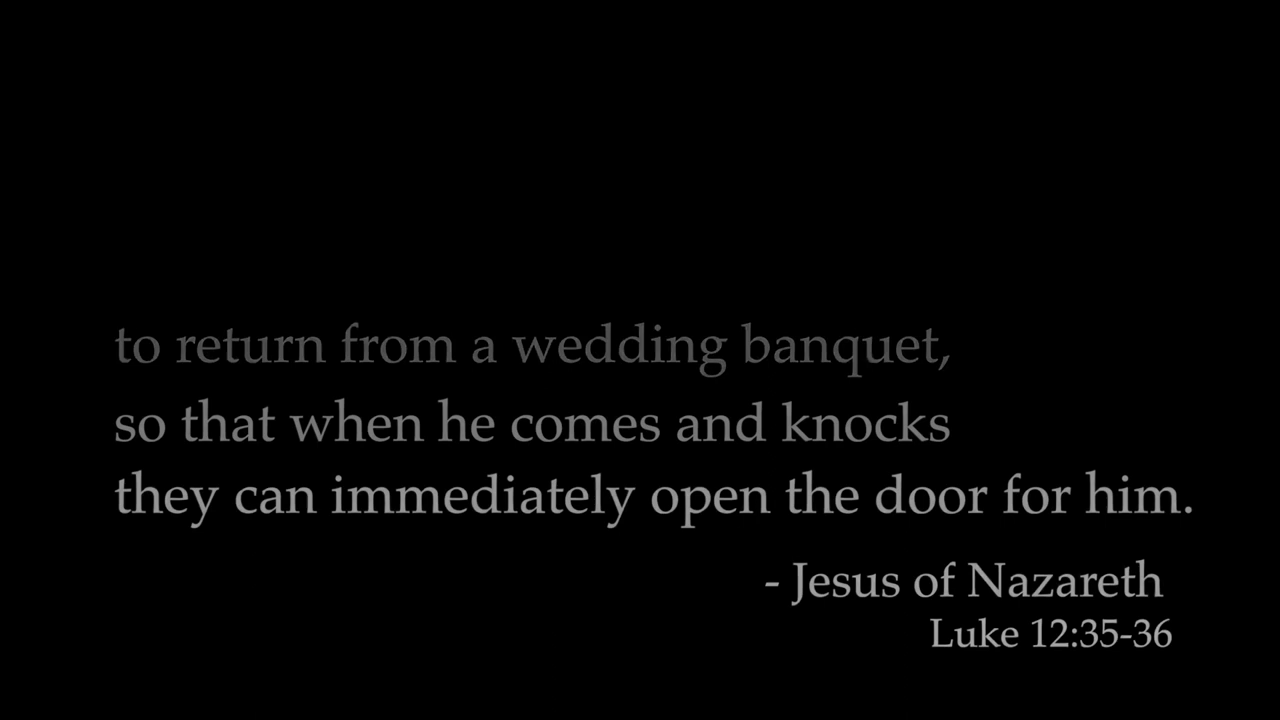 to return from a wedding banquet,
so that when he comes and knocks
they can immediately open the door for him.
- Jesus of Nazareth
Luke 12:35-36